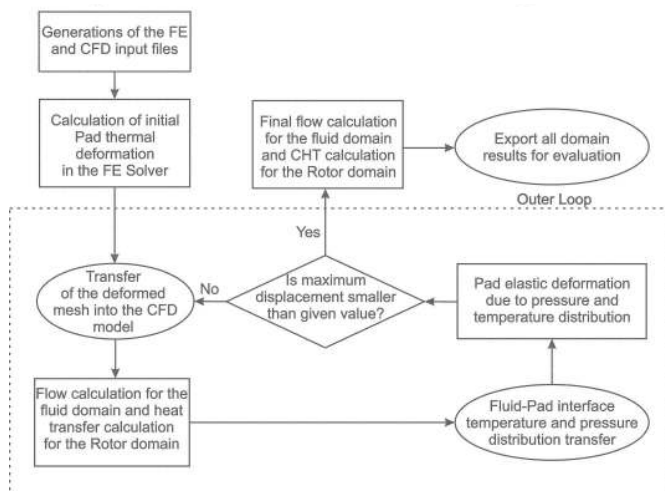 Generations of the FE
and CFD input files
Calculation of initial
Pad thermal
deformation
in the FE Solver
Final flow calculation
for the fluid domain
and CHT calculation
for the Rotor domain
Export all domain
results for evaluation
Outer Loop
Yes
Transfer
of the deformed
mesh into the CFD
model
No
Is maximum
displacement smaller
than given value?
Pad elastic deformation
due to pressure and
temperature distribution
Flow calculation for the
fluid domain and heat
transfer calculation
for the Rotor domain
Fluid-Pad interface
temperature and pressure
distribution transfer